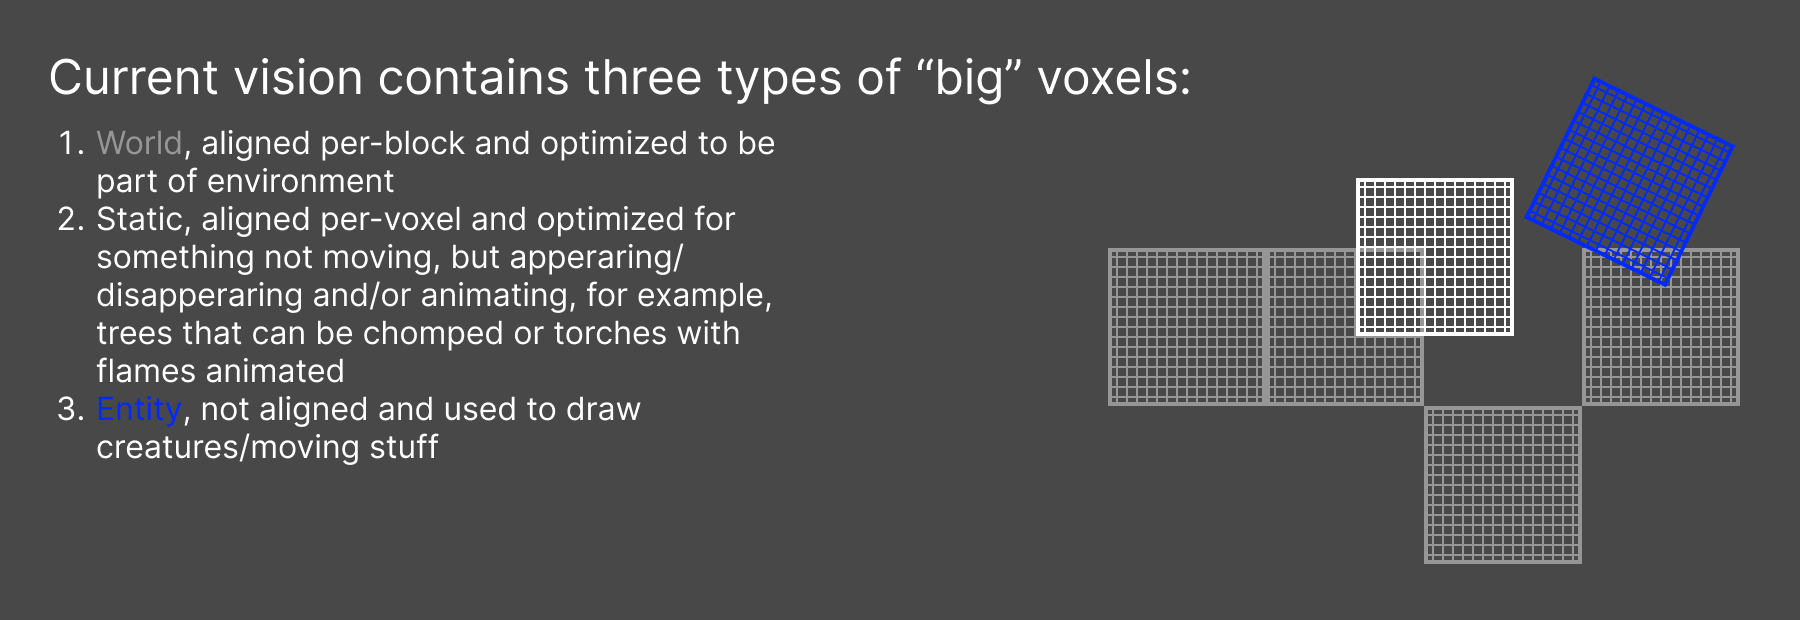 Current vision contains three types of “big” voxels:
1. World, aligned per-block and optimized to be
part of environment
2. Static, aligned per-voxel and optimized for
something not moving, but apperaring/
disapperaring and/or animating, for example,
trees that can be chomped or torches with
flames animated
3. Entity, not aligned and used to draw
creatures/moving stuff